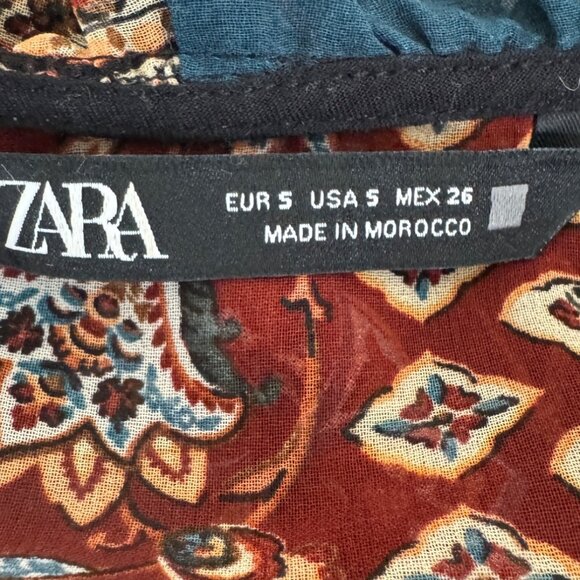 ZARA
EUR S USA S MEX 26
MADE IN MOROCCO